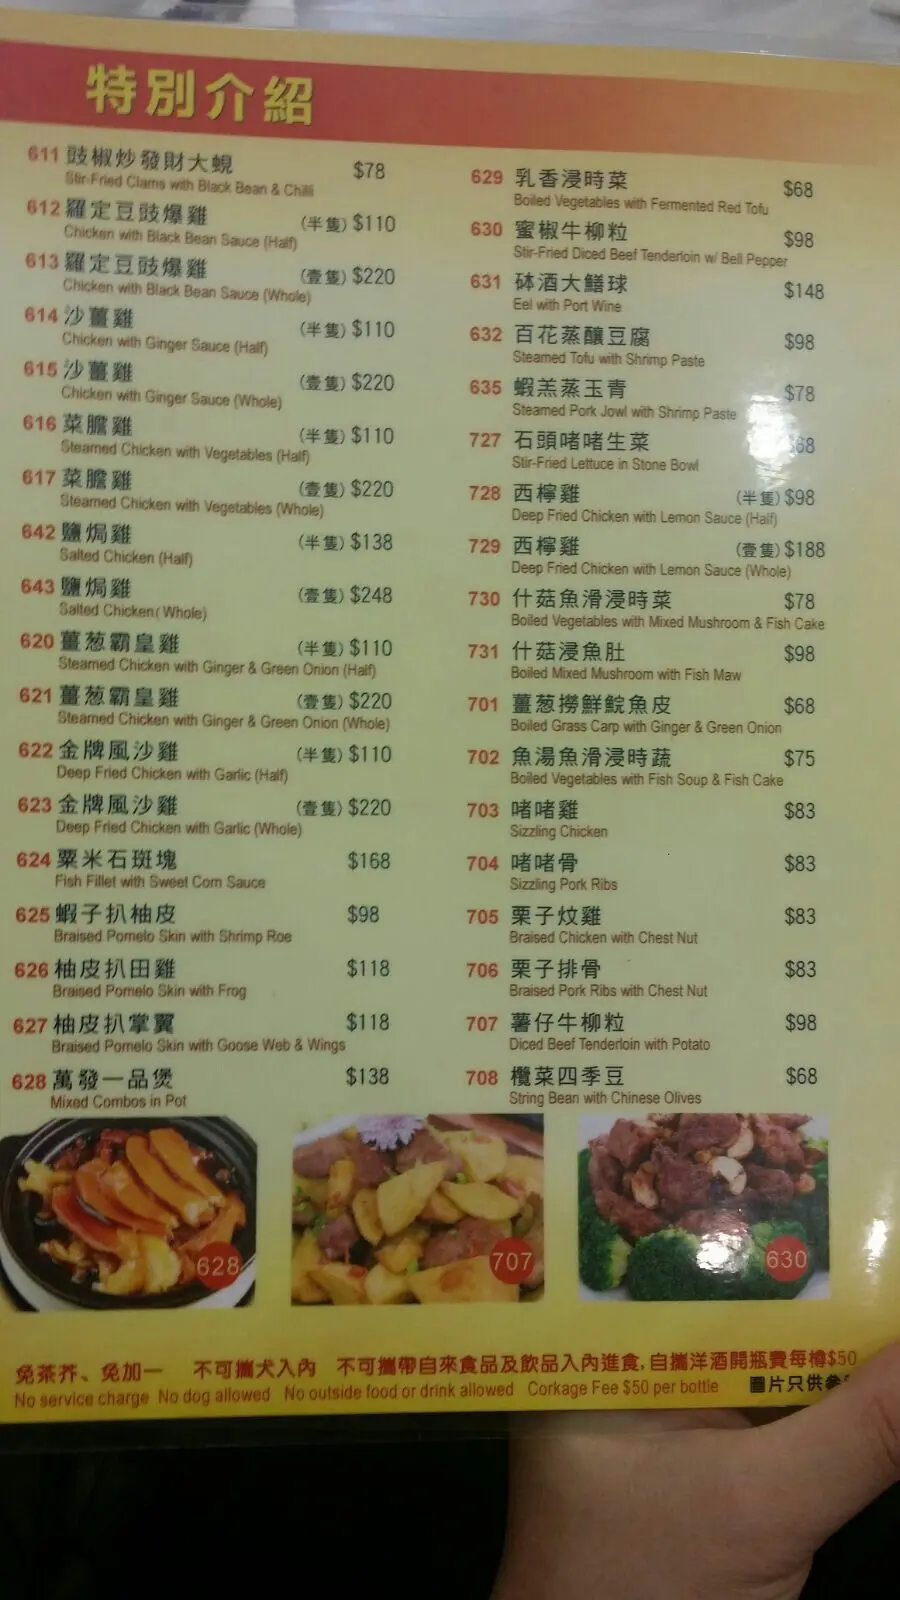 特別介紹
611 豉椒炒發財大蜆 $78
Stir-Fried Clams with Black Bean & Chilli
612 羅定豆豉爆雞 (半隻) $110
Chicken with Black Bean Sauce (Half)
613 羅定豆豉爆雞 (壹隻) $220
Chicken with Black Bean Sauce (Whole)
614 沙薑雞 (半隻) $110
Chicken with Ginger Sauce (Half)
615 沙薑雞 (壹隻) $220
Chicken with Ginger Sauce (Whole)
616 菜膽雞 (半隻) $110
Steamed Chicken with Vegetables (Half)
617 菜膽雞 (壹隻) $220
Steamed Chicken with Vegetables (Whole)
642 鹽焗雞 (半隻) $138
Salted Chicken (Half)
643 鹽焗雞 (壹隻) $248
Salted Chicken (Whole)
620 薑葱霸皇雞 (半隻) $110
Steamed Chicken with Ginger & Green Onion (Half)
621 薑葱霸皇雞 (壹隻) $220
Steamed Chicken with Ginger & Green Onion (Whole)
622 金牌風沙雞 (半隻) $110
Deep Fried Chicken with Garlic (Half)
623 金牌風沙雞 (壹隻) $220
Deep Fried Chicken with Garlic (Whole)
624 粟米石斑塊 $168
Fish Fillet with Sweet Corn Sauce
625 蝦子扒柚皮 $98
Braised Pomelo Skin with Shrimp Roe
626 柚皮扒田雞 $118
Braised Pomelo Skin with Frog
627 柚皮扒掌翼 $118
Braised Pomelo Skin with Goose Web & Wings
628 萬發一品煲 $138
Mixed Combos in Pot
629 乳香浸時菜 $68
Boiled Vegetables with Fermented Red Tofu
630 蜜椒牛柳粒 $98
Stir-Fried Diced Beef Tenderloin w/ Bell Pepper
631 砵酒大鱔球 $148
Eel with Port Wine
632 百花蒸釀豆腐 $98
Steamed Tofu with Shrimp Paste
635 蝦羔蒸玉青 $78
Steamed Pork Jowl with Shrimp Paste
727 石頭啫啫生菜 68
Stir-Fried Lettuce in Stone Bowl
728 西檸雞 (半隻) $98
Deep Fried Chicken with Lemon Sauce (Half)
729 西檸雞 (壹隻) $188
Deep Fried Chicken with Lemon Sauce (Whole)
730 什菇魚滑浸時菜 $78
Boiled Vegetables with Mixed Mushroom & Fish Cake
731 什菇浸魚肚 $98
Boiled Mixed Mushroom with Fish Maw
701 薑葱撈鮮鯇魚皮 $68
Boiled Grass Carp with Ginger & Green Onion
702 魚湯魚滑浸時蔬 $75
Boiled Vegetables with Fish Soup & Fish Cake
703 啫啫雞 $83
Sizzling Chicken
704 啫啫骨 $83
Sizzling Pork Ribs
705 栗子炆雞 $83
Braised Chicken with Chest Nut
706 栗子排骨 $83
Braised Pork Ribs with Chest Nut
707 薯仔牛柳粒 $98
Diced Beef Tenderloin with Potato
708 欖菜四季豆 $68
String Bean with Chinese Olives
628
707
630
免茶芥、免加一 不可攜犬入內 不可攜帶自來食品及飲品入內進食,自攜洋酒開瓶費每樽$50
No service charge No dog allowed No outside food or drink allowed Corkage Fee $50 per bottle 圖片只供參